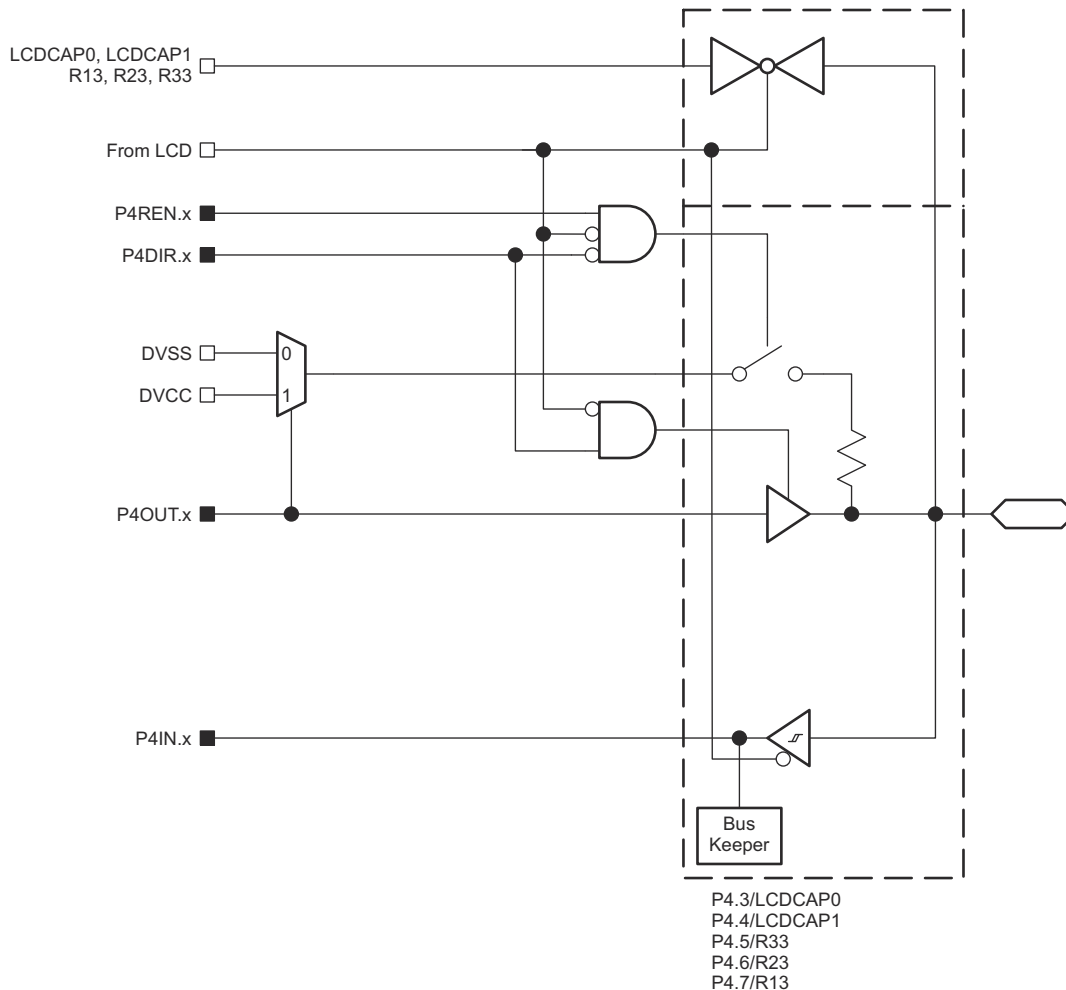 LCDCAP0, LCDCAP1
R13, R23, R33
From LCD
P4REN.x
P4DIR.x
DVSS
0
DVCC
1
P4OUT.x
P4IN.x
Bus
Keeper
P4.3/LCDCAP0
P4.4/LCDCAP1
P4.5/R33
P4.6/R23
P4.7/R13